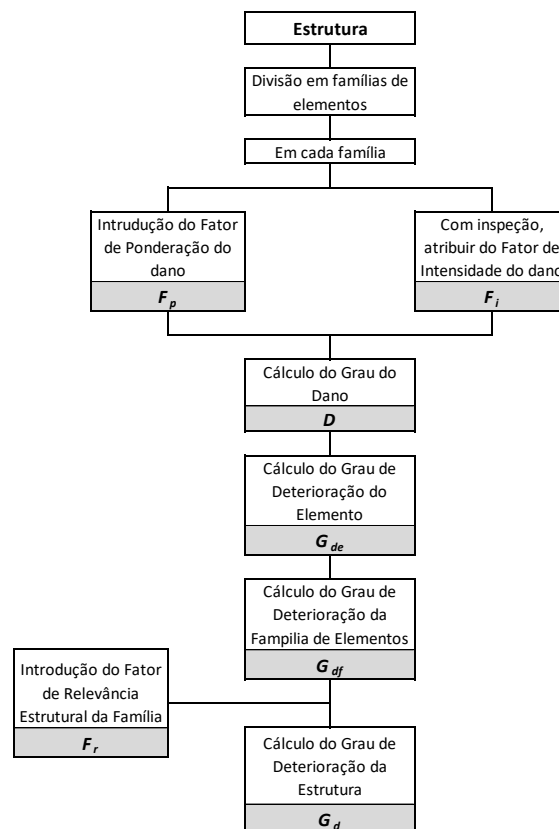 Estrutura
Divisão em famílias de
elementos
Em cada família
Intrudução do Fator
de Ponderação do
dano
F p
Com inspeção,
atribuir do Fator de
Intensidade do dano
F i
Cálculo do Grau do
Dano
D
Cálculo do Grau de
Deterioração do
Elemento
G de
Cálculo do Grau de
Deterioração da
Fampilia de Elementos
G df
Introdução do Fator
de Relevância
Estrutural da Família
F r
Cálculo do Grau de
Deterioração da
Estrutura
G d